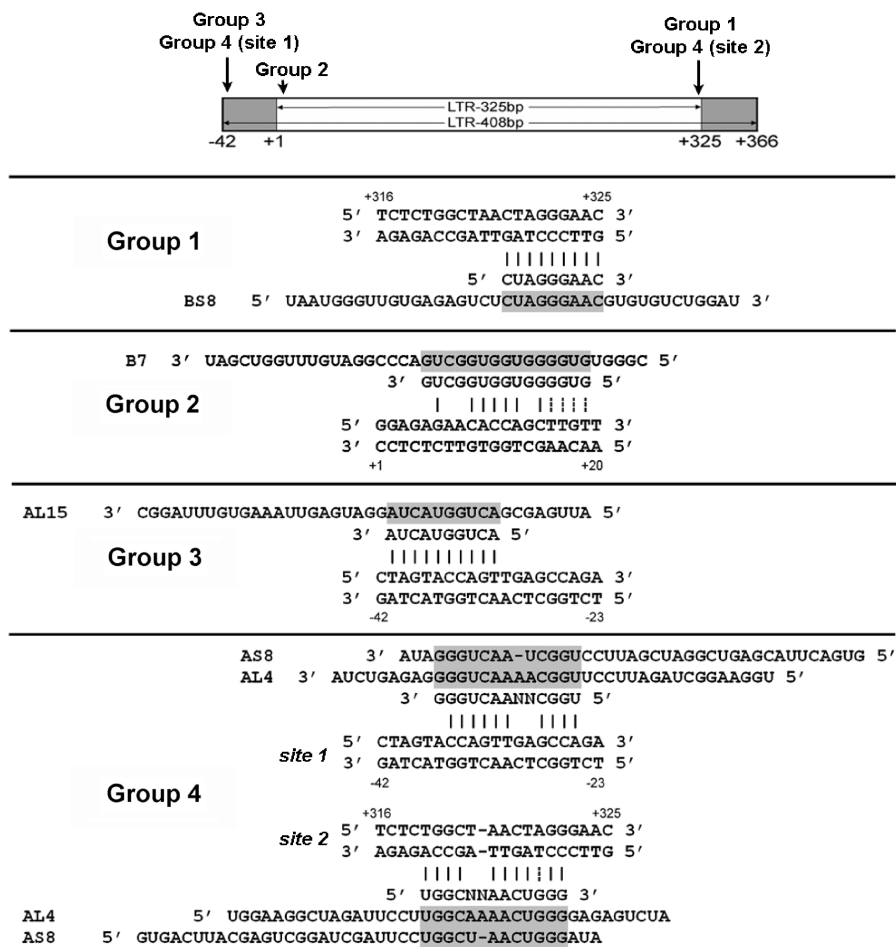 Group 3
Group 4 (site 1)
Group 2
Group 1
Group 4 (site 2)
LTR-325bp
LTR-408bp
-42 +1 +325 +366
+316 +325
5′ TCTCTGGCTAACTAGGGAAC 3′
Group 1
3′ AGAGACCGATTGATCCCTTG 5′
5′ CUAGGGAAC 3′
BS8 5′ UAAUGGGUUGUGAGAGUCUCUAGGGAACGUGUGUCUGGAU 3′
B7 3′ UAGCUGGUUUGUAGGCCCAGUCGGUGGUGGGGUGUGGGC 5′
3′ GUCGGUGGUGGGGUG 5′
Group 2
5′ GGAGAGAACACCAGCTTGTT 3′
3′ CCTCTCTTGTGGTCGAACAA 5′
+1 +20
AL15 3′ CGGAUUUGUGAAAUUGAGUAGGAUCAUGGUCAGCGAGUUA 5′
3′ AUCAUGGUCA 5′
Group 3
5′ CTAGTACCAGTTGAGCCAGA 3′
3′ GATCATGGTCAACTCGGTCT 5′
-42 -23
AS8 3′ AUAGGGUCAA-UCGGUCCUUAGCUAGGCUGAGCAUUCAGUG 5′
AL4 3′ AUCUGAGAGGGGUCAAAACGGUUCCUUAGAUCGGAAGGU 5′
3′ GGGUCAANNCGGU 5′
site 1
5′ CTAGTACCAGTTGAGCCAGA 3′
3′ GATCATGGTCAACTCGGTCT 5′
-42 -23
Group 4
+316 +325
site 2
5′ TCTCTGGCT-AACTAGGGAAC 3′
3′ AGAGACCGA-TTGATCCCTTG 5′
5′ UGGCNNAACUGGG 3′
AL4 5′ UGGAAGGCUAGAUUCCUUGGCAAAACUGGGGAGAGUCUA
AS8 5′ GUGACUUACGAGUCGGAUCGAUUCCUGGCU-AACUGGGAUA